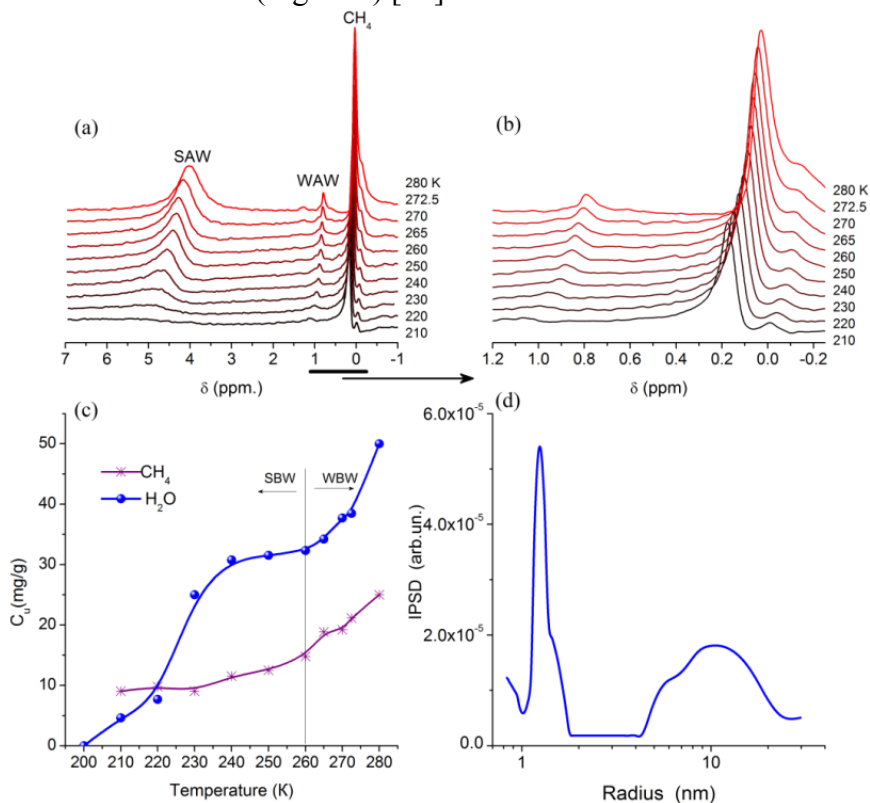 CH₄
(a)
SAW
WAW
280 K
272.5
270
265
260
250
240
230
220
210
7 6 5 4 3 2 1 0 -1
δ (ppm.)
(b)
280 K
272.5
270
265
260
250
240
230
220
210
1.2 1.0 0.8 0.6 0.4 0.2 0.0 -0.2
δ (ppm)
(c)
50
40
30
20
10
0
CH₄
H₂O
SBW WBW
Cᵤ(mg/g)
200 210 220 230 240 250 260 270 280
Temperature (K)
(d)
6.0x10⁻⁵
4.0x10⁻⁵
2.0x10⁻⁵
0.0
IPSD (arb.un.)
1 10
Radius (nm)